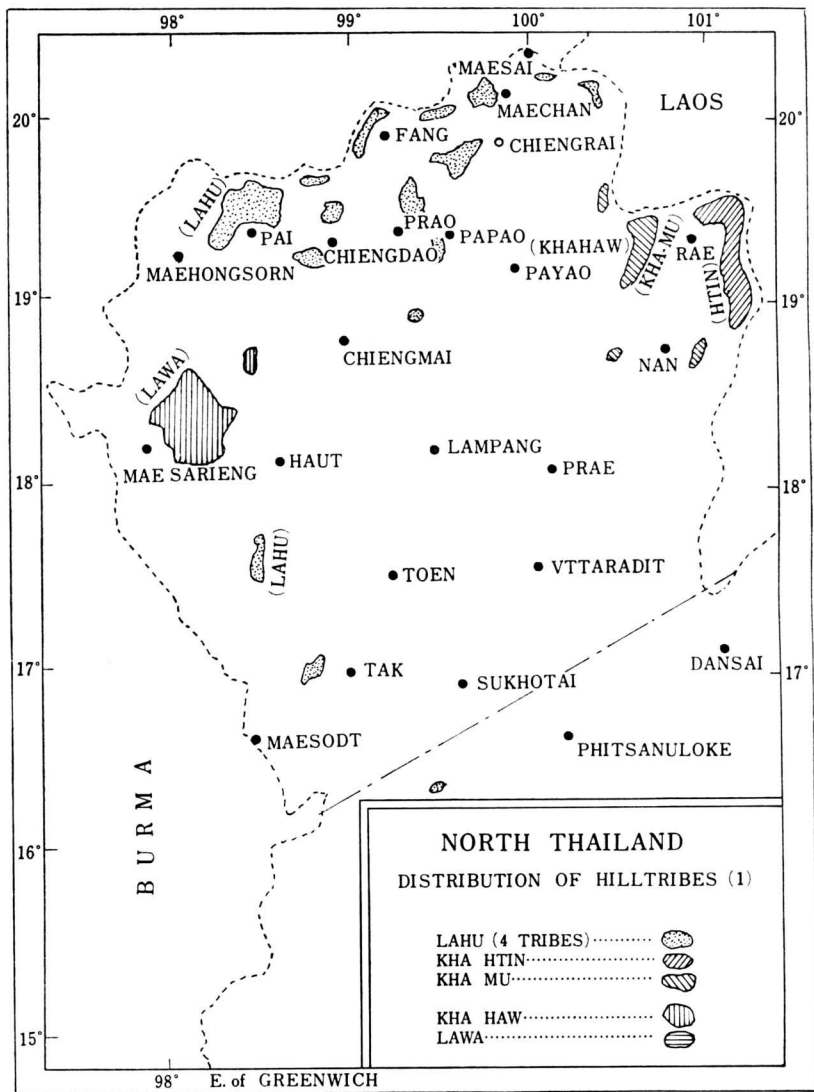 98° 99° 100° 101°
MAESAI
20° MAECHAN LAOS 20°
FANG CHIENGRAI
(LAHU)
PAI PRAO PAPAO (KHAHAW) (KHA-MU) RAE (HTIN)
MAEHONGSORN CHIENGDAO PAYAO
19° 19°
CHIENGMAI NAN
(LAWA)
MAE SARIENG HAUT LAMPANG PRAE
18° 18°
(LAHU)
TOEN VTTARADIT
17° TAK SUKHOTAI DANSAI 17°
MAESODT PHITSANULOKE
BURMA
16°
NORTH THAILAND
DISTRIBUTION OF HILLTRIBES (1)
LAHU (4 TRIBES)··········
KHA HTIN··················
KHA MU····················
KHA HAW··················
LAWA······················
15°
98° E. of GREENWICH